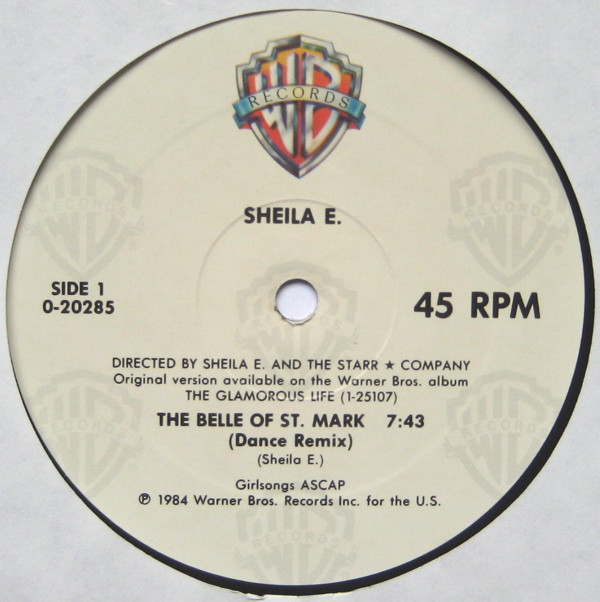 RECORDS
SHEILA E.
SIDE 1
0-20285
45 RPM
DIRECTED BY SHEILA E. AND THE STARR ★ COMPANY
Original version available on the Warner Bros. album
THE GLAMOROUS LIFE (1-25107)
THE BELLE OF ST. MARK 7:43
(Dance Remix)
(Sheila E.)
Girlsongs ASCAP
℗ 1984 Warner Bros. Records Inc. for the U.S.